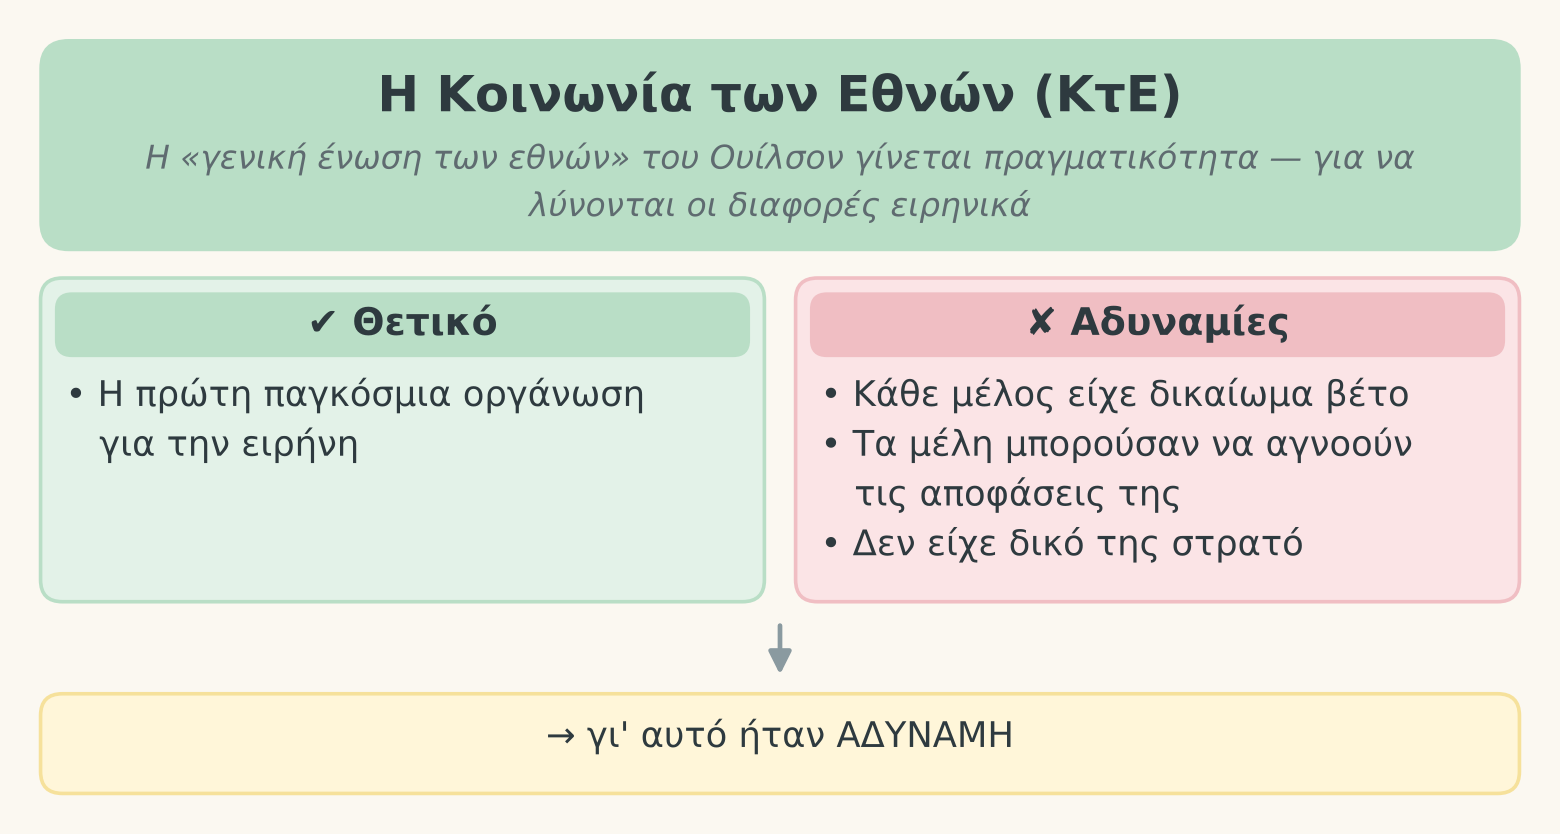 Η Κοινωνία των Εθνών (ΚτΕ)
Η «γενική ένωση των εθνών» του Ουίλσον γίνεται πραγματικότητα — για να
λύνονται οι διαφορές ειρηνικά
✔ Θετικό
• Η πρώτη παγκόσμια οργάνωση
για την ειρήνη
✘ Αδυναμίες
• Κάθε μέλος είχε δικαίωμα βέτο
• Τα μέλη μπορούσαν να αγνοούν
τις αποφάσεις της
• Δεν είχε δικό της στρατό
→ γι' αυτό ήταν ΑΔΥΝΑΜΗ